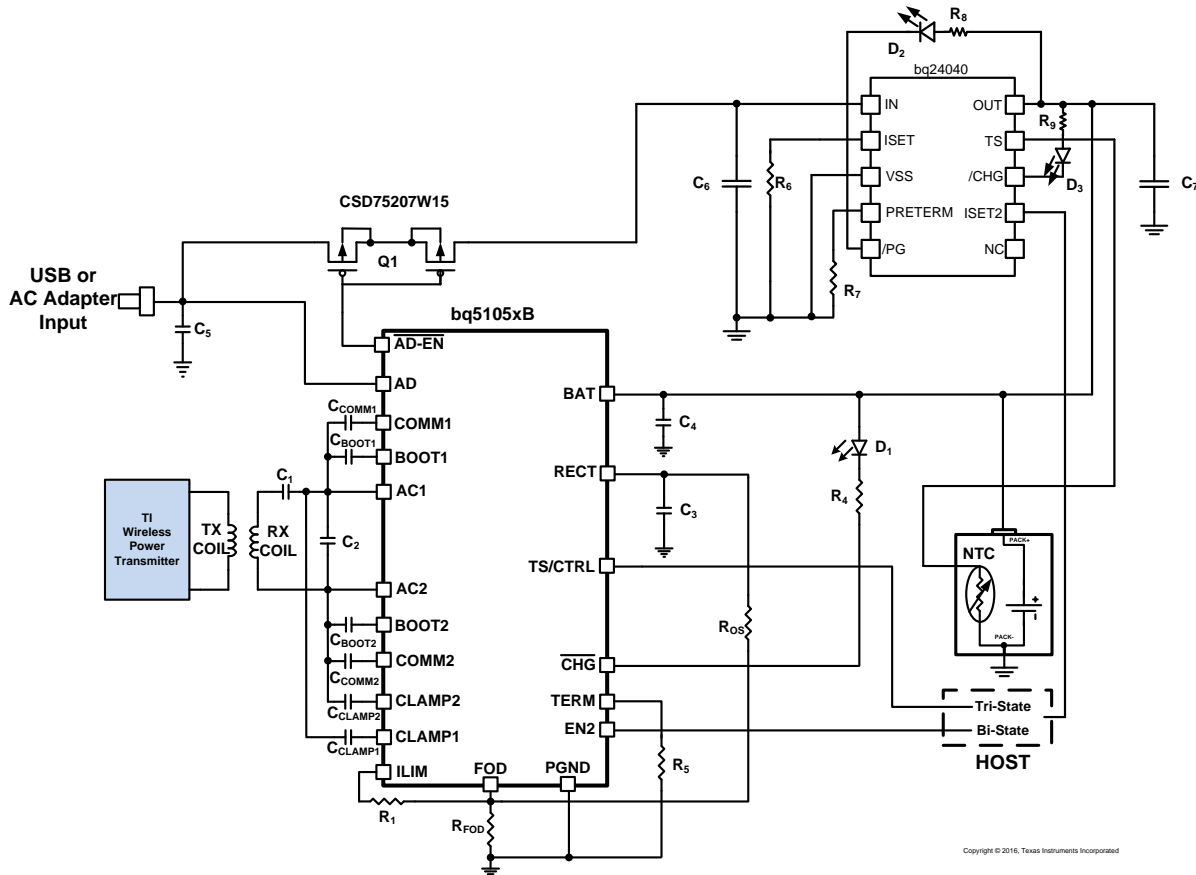 R8
D2
bq24040
IN
OUT
R9
ISET
TS
VSS
/CHG
D3
C6
R6
C7
PRETERM
ISET2
/PG
NC
R7
CSD75207W15
Q1
USB or
AC Adapter
Input
C5
bq5105xB
AD-EN
AD
BAT
CCOMM1
COMM1
C4
CBOOT1
BOOT1
D1
RECT
C1
AC1
R4
C3
TI
Wireless
Power
Transmitter
TX
COIL
RX
COIL
C2
NTC
PACK+
+
-
PACK-
TS/CTRL
AC2
BOOT2
CBOOT2
ROS
COMM2
CCOMM2
CHG
CLAMP2
CCLAMP2
TERM
Tri-State
EN2
Bi-State
CLAMP1
CCLAMP1
HOST
ILIM
FOD
PGND
R5
R1
RFOD
Copyright © 2016, Texas Instruments Incorporated